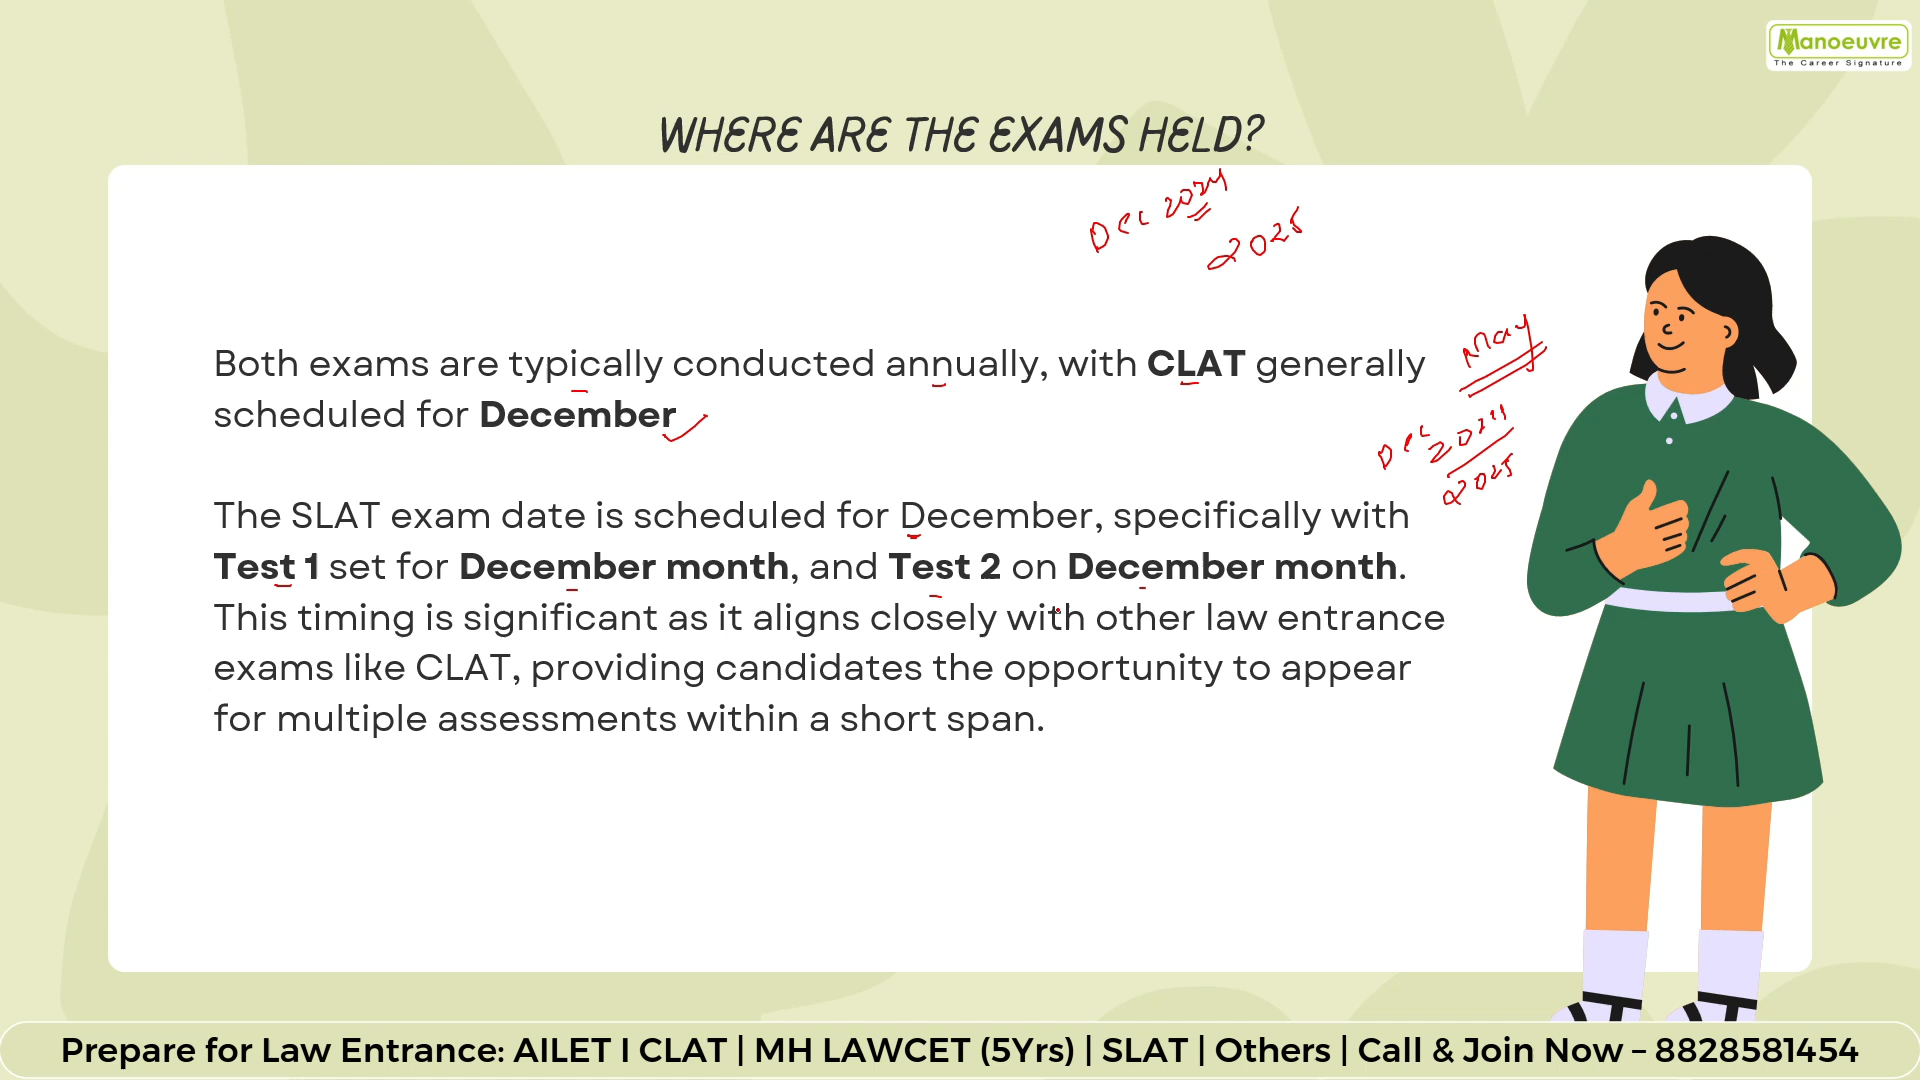 Manoeuvre
The Career Signature
WHERE ARE THE EXAMS HELD?
Dec 2024
2025
Both exams are typically conducted annually, with CLAT generally
scheduled for December
May
Dec 2024
2025
The SLAT exam date is scheduled for December, specifically with
Test 1 set for December month, and Test 2 on December month.
This timing is significant as it aligns closely with other law entrance
exams like CLAT, providing candidates the opportunity to appear
for multiple assessments within a short span.
Prepare for Law Entrance: AILET I CLAT | MH LAWCET (5Yrs) | SLAT | Others | Call & Join Now – 8828581454